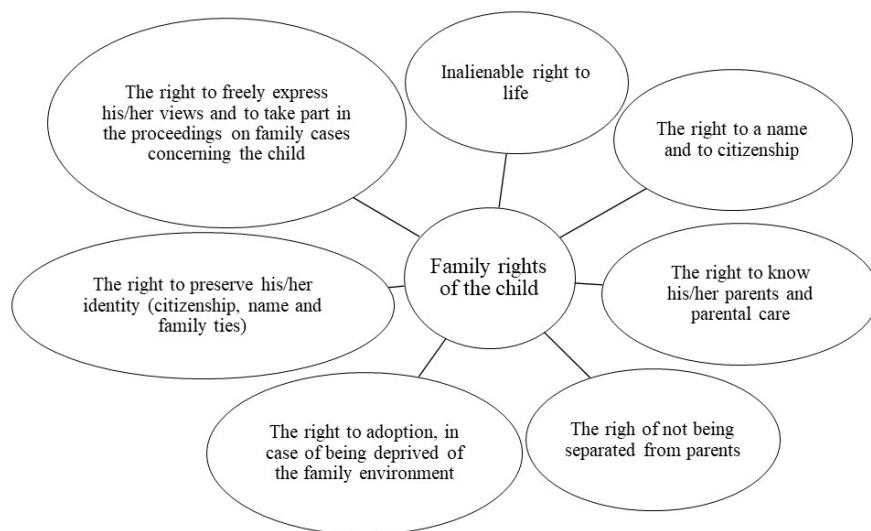 The right to freely express
his/her views and to take part in
the proceedings on family cases
concerning the child
Inalienable right to
life
The right to a name
and to citizenship
Family rights
of the child
The right to know
his/her parents and
parental care
The right to preserve his/her
identity (citizenship, name and
family ties)
The right to adoption, in
case of being deprived of
the family environment
The righ of not being
separated from parents